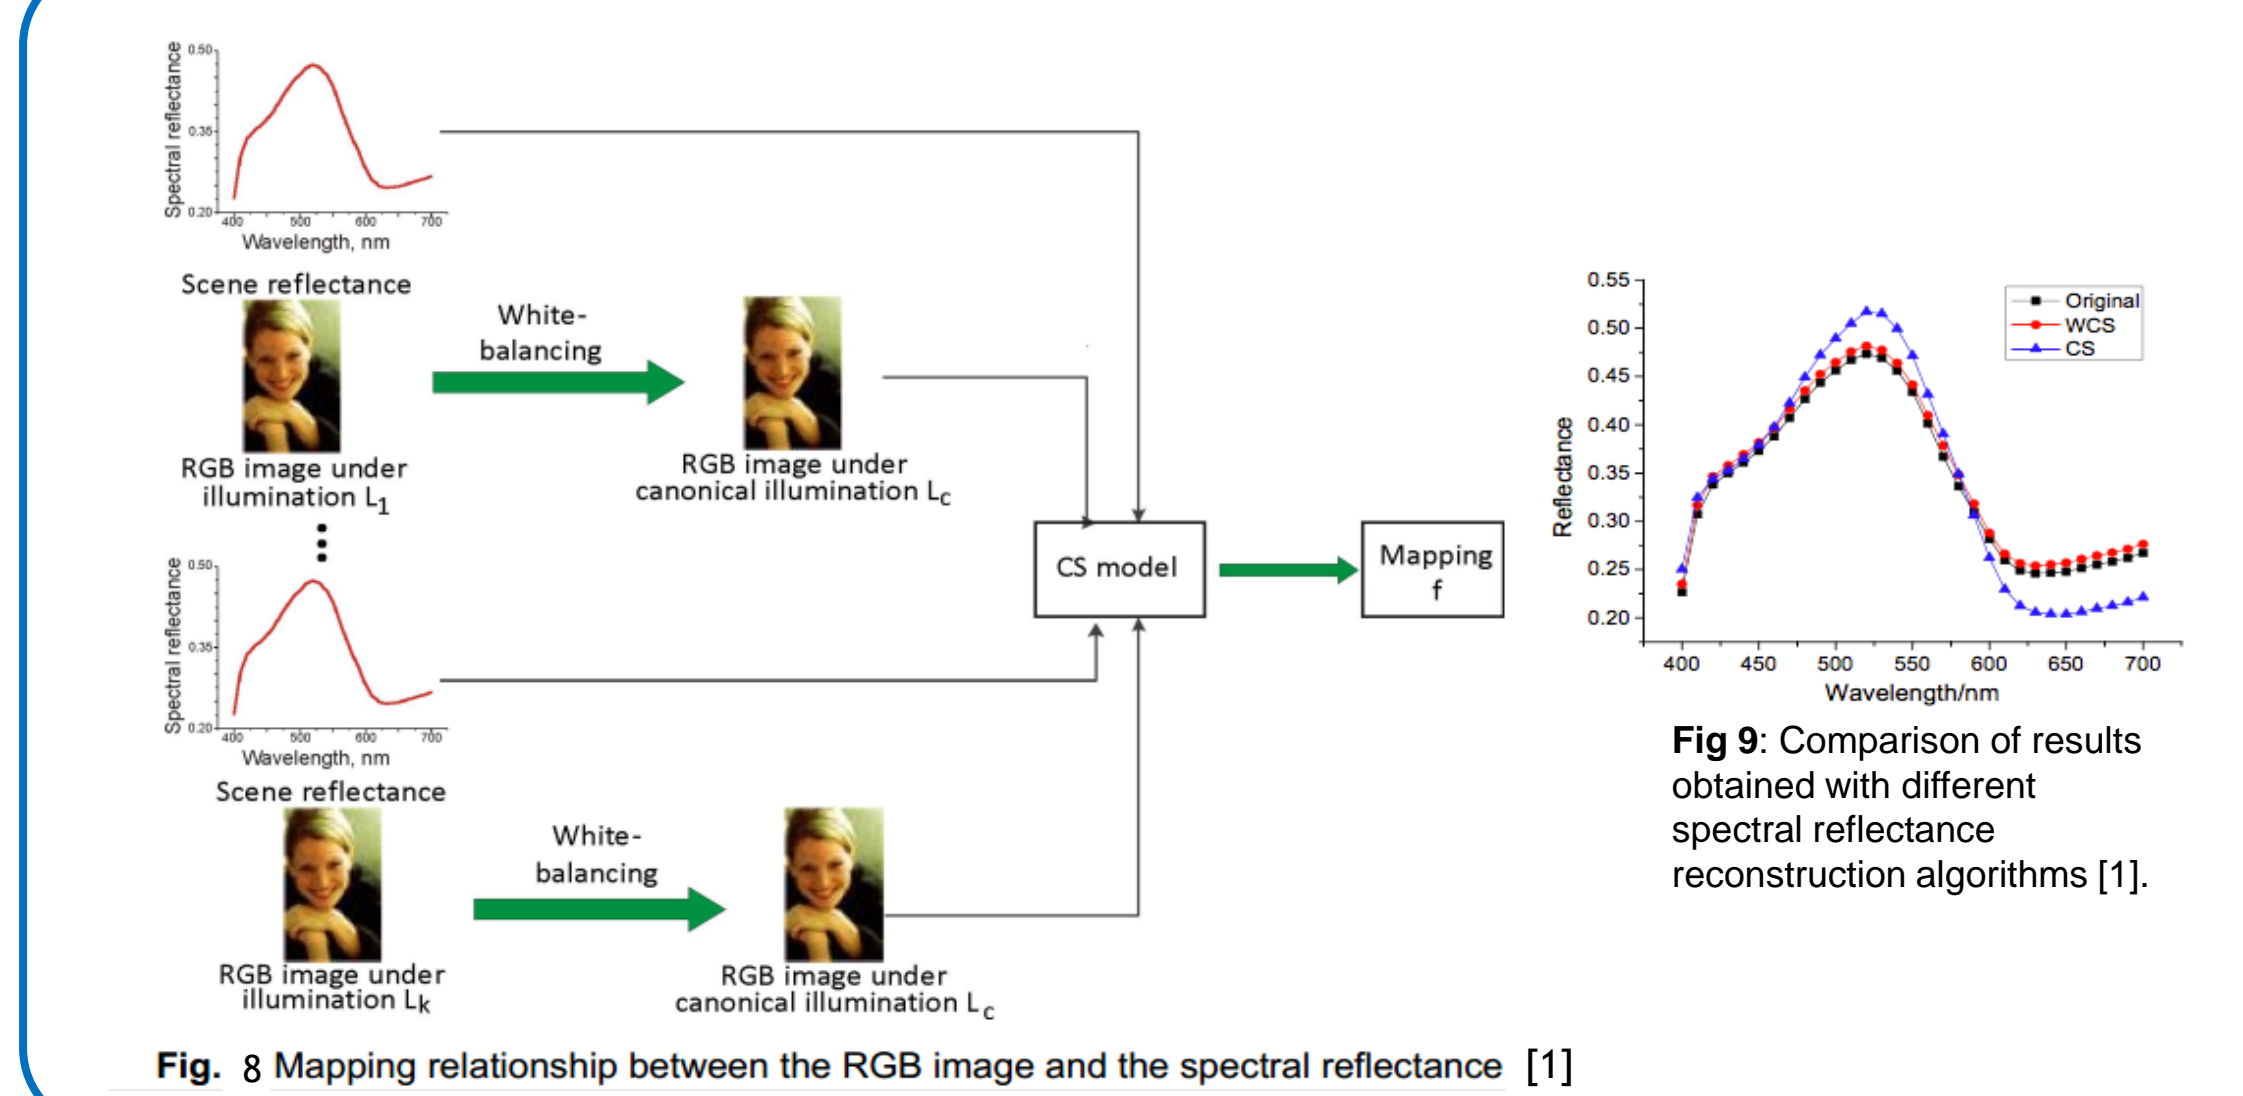 Spectral reflectance
0.50
0.35
0.20
400 500 600 700
Wavelength, nm
Scene reflectance
RGB image under
illumination L1
White-
balancing
RGB image under
canonical illumination Lc
Spectral reflectance
0.50
0.35
0.20
400 500 600 700
Wavelength, nm
Scene reflectance
RGB image under
illumination Lk
White-
balancing
RGB image under
canonical illumination Lc
CS model
Mapping
f
Fig. 8 Mapping relationship between the RGB image and the spectral reflectance [1]
Reflectance
0.55
0.50
0.45
0.40
0.35
0.30
0.25
0.20
400 450 500 550 600 650 700
Wavelength/nm
Original
WCS
CS
Fig 9: Comparison of results
obtained with different
spectral reflectance
reconstruction algorithms [1].